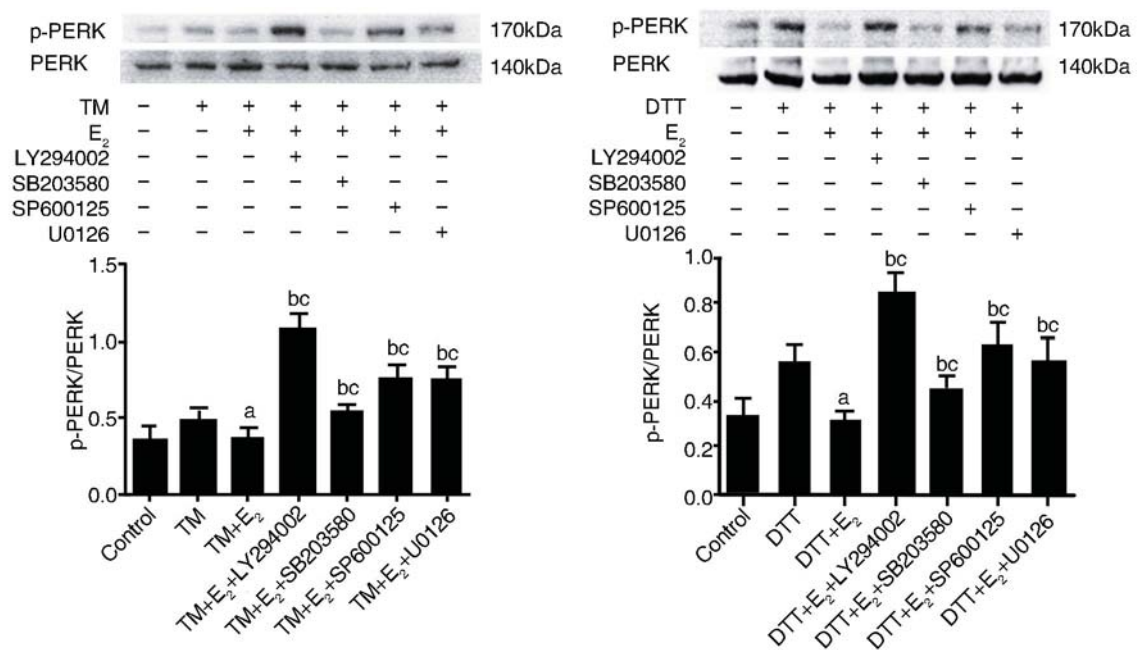 p-PERK 170kDa
PERK 140kDa
TM – + + + + + +
E₂ – – + + + + +
LY294002 – – – + – – –
SB203580 – – – – + – –
SP600125 – – – – – + –
U0126 – – – – – – +
p-PERK/PERK
1.5
1.0
0.5
0.0
a
bc
bc
bc
bc
Control
TM
TM+E₂
TM+E₂+LY294002
TM+E₂+SB203580
TM+E₂+SP600125
TM+E₂+U0126
p-PERK 170kDa
PERK 140kDa
DTT – + + + + + +
E₂ – – + + + + +
LY294002 – – – + – – –
SB203580 – – – – + – –
SP600125 – – – – – + –
U0126 – – – – – – +
p-PERK/PERK
1.0
0.8
0.6
0.4
0.2
0.0
a
bc
bc
bc
bc
Control
DTT
DTT+E₂
DTT+E₂+LY294002
DTT+E₂+SB203580
DTT+E₂+SP600125
DTT+E₂+U0126